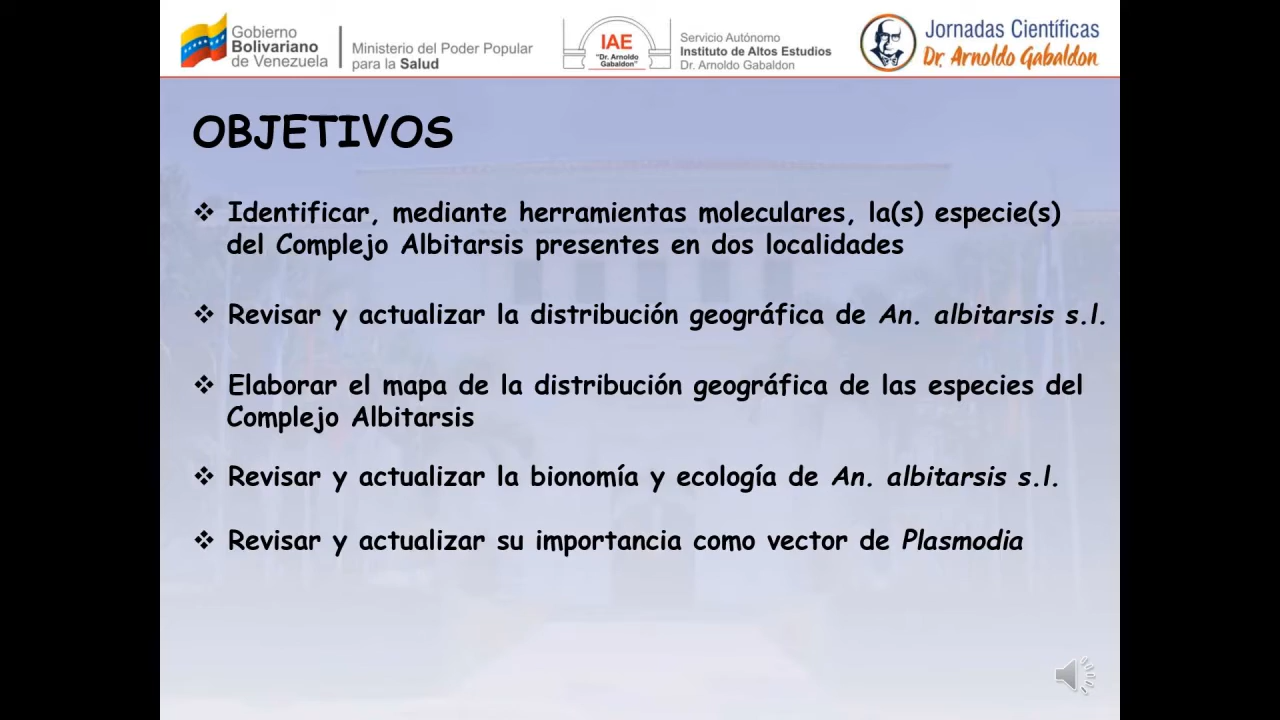 Gobierno
Bolivariano
de Venezuela
Ministerio del Poder Popular
para la Salud
IAE
"Dr. Arnoldo
Gabaldon"
Servicio Autónomo
Instituto de Altos Estudios
Dr. Arnoldo Gabaldon
Jornadas Científicas
Dr. Arnoldo Gabaldon
OBJETIVOS
❖ Identificar, mediante herramientas moleculares, la(s) especie(s)
del Complejo Albitarsis presentes en dos localidades
❖ Revisar y actualizar la distribución geográfica de An. albitarsis s.l.
❖ Elaborar el mapa de la distribución geográfica de las especies del
Complejo Albitarsis
❖ Revisar y actualizar la bionomía y ecología de An. albitarsis s.l.
❖ Revisar y actualizar su importancia como vector de Plasmodia